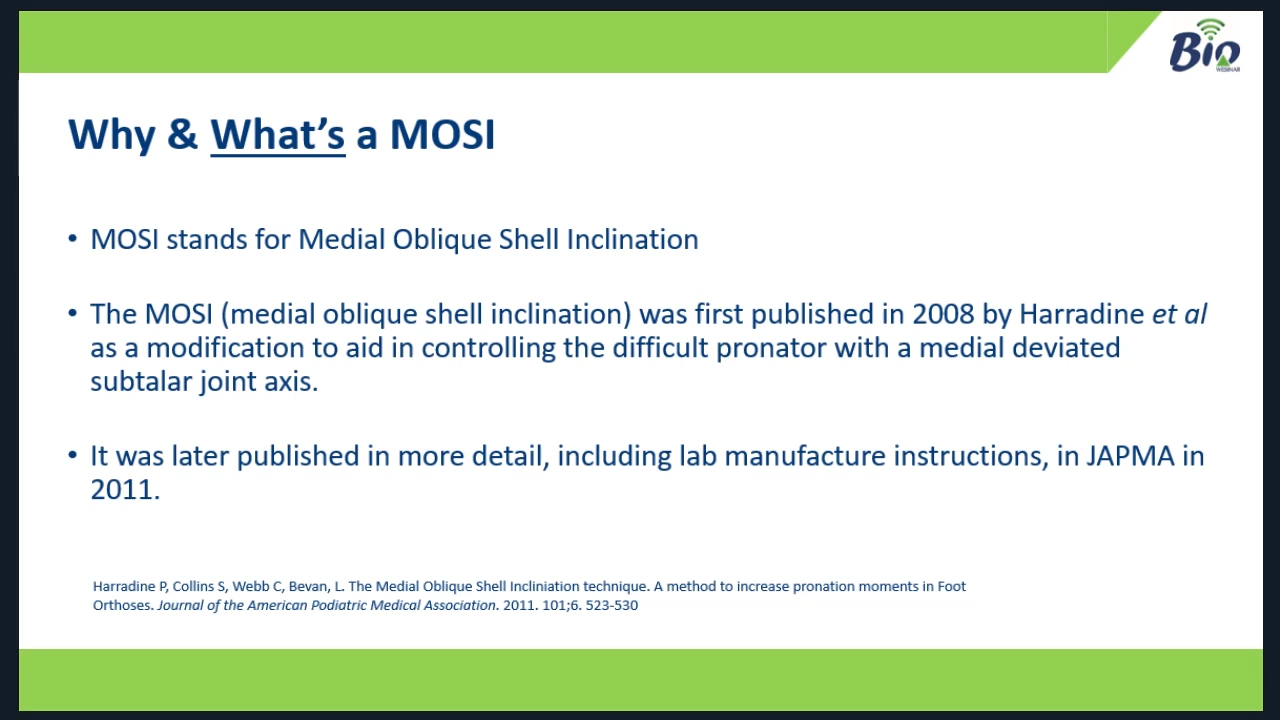 Bio
WEBINAR
Why & What's a MOSI
• MOSI stands for Medial Oblique Shell Inclination
• The MOSI (medial oblique shell inclination) was first published in 2008 by Harradine et al
as a modification to aid in controlling the difficult pronator with a medial deviated
subtalar joint axis.
• It was later published in more detail, including lab manufacture instructions, in JAPMA in
2011.
Harradine P, Collins S, Webb C, Bevan, L. The Medial Oblique Shell Incliniation technique. A method to increase pronation moments in Foot
Orthoses. Journal of the American Podiatric Medical Association. 2011. 101;6. 523-530